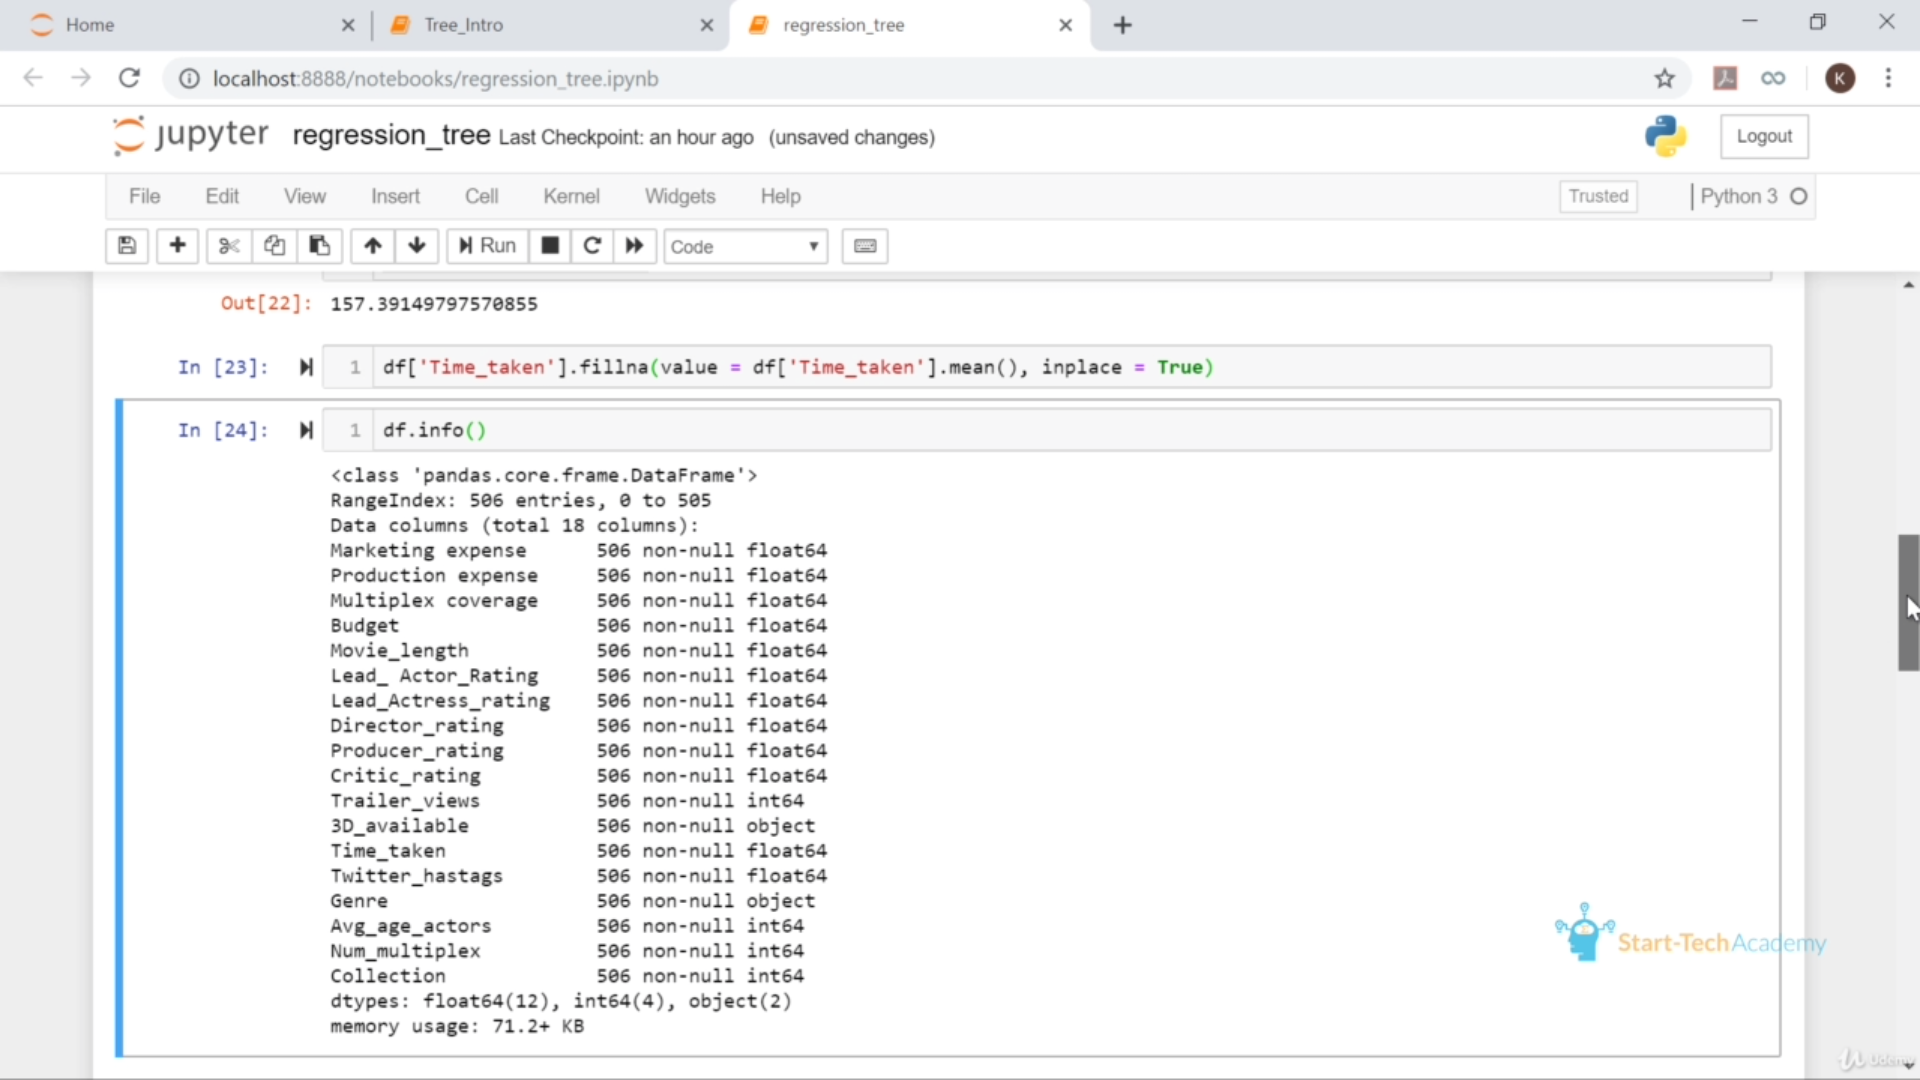 Home
Tree_Intro
regression_tree
localhost:8888/notebooks/regression_tree.ipynb
K
jupyter regression_tree Last Checkpoint: an hour ago (unsaved changes)
Logout
File Edit View Insert Cell Kernel Widgets Help
Trusted
Python 3
Run
Code
Out[22]: 157.39149797570855
In [23]: 1 df['Time_taken'].fillna(value = df['Time_taken'].mean(), inplace = True)
In [24]: 1 df.info()
<class 'pandas.core.frame.DataFrame'>
RangeIndex: 506 entries, 0 to 505
Data columns (total 18 columns):
Marketing expense 506 non-null float64
Production expense 506 non-null float64
Multiplex coverage 506 non-null float64
Budget 506 non-null float64
Movie_length 506 non-null float64
Lead_ Actor_Rating 506 non-null float64
Lead_Actress_rating 506 non-null float64
Director_rating 506 non-null float64
Producer_rating 506 non-null float64
Critic_rating 506 non-null float64
Trailer_views 506 non-null int64
3D_available 506 non-null object
Time_taken 506 non-null float64
Twitter_hastags 506 non-null float64
Genre 506 non-null object
Avg_age_actors 506 non-null int64
Num_multiplex 506 non-null int64
Collection 506 non-null int64
dtypes: float64(12), int64(4), object(2)
memory usage: 71.2+ KB
Start-TechAcademy
Udemy